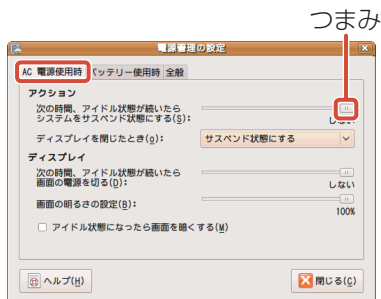 つまみ
電源管理の設定
AC 電源使用時 バッテリー使用時 全般
アクション
次の時間、アイドル状態が続いたら
システムをサスペンド状態にする(S):
しない
ディスプレイを閉じたとき(o): サスペンド状態にする
ディスプレイ
次の時間、アイドル状態が続いたら
画面の電源を切る(D):
しない
画面の明るさの設定(B):
100%
アイドル状態になったら画面を暗くする(M)
ヘルプ(H) 閉じる(C)